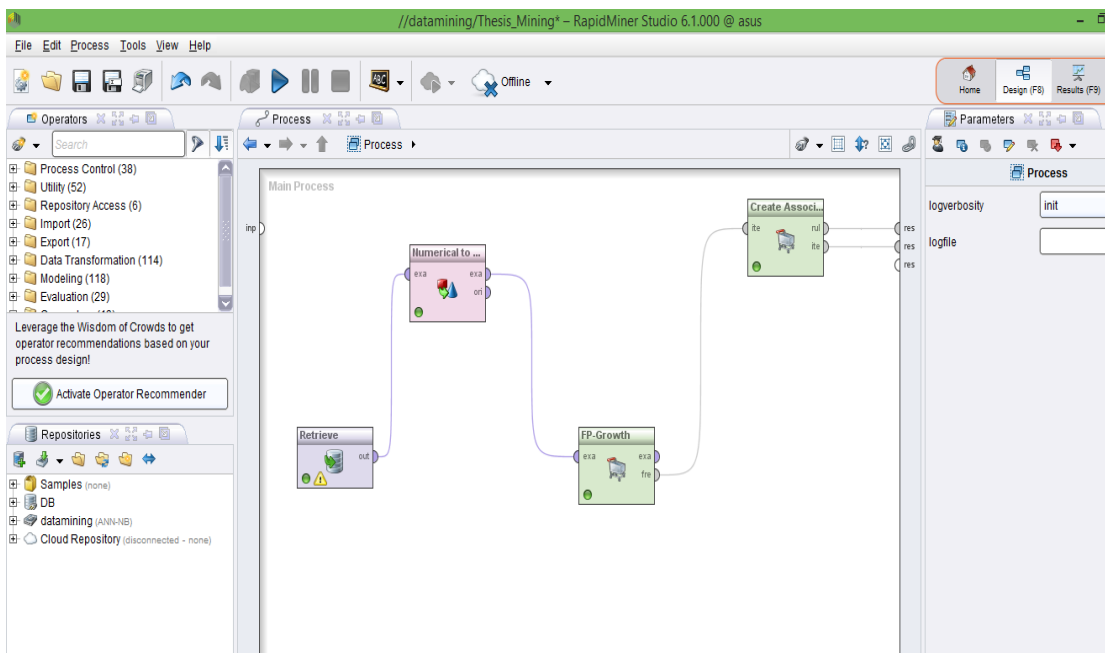 //datamining/Thesis_Mining* – RapidMiner Studio 6.1.000 @ asus
File Edit Process Tools View Help
ABC
Offline
Home
Design (F8)
Results (F9)
Operators
Process
Parameters
Search
Process
Process
Process Control (38)
Utility (52)
Repository Access (6)
Import (26)
Export (17)
Data Transformation (114)
Modeling (118)
Evaluation (29)
Leverage the Wisdom of Crowds to get
operator recommendations based on your
process design!
Activate Operator Recommender
Repositories
Samples (none)
DB
datamining (ANN-NB)
Cloud Repository (disconnected - none)
Main Process
inp
Numerical to ...
exa
exa
ori
Retrieve
out
FP-Growth
exa
exa
fre
Create Associ...
ite
rul
ite
res
res
res
logverbosity
init
logfile